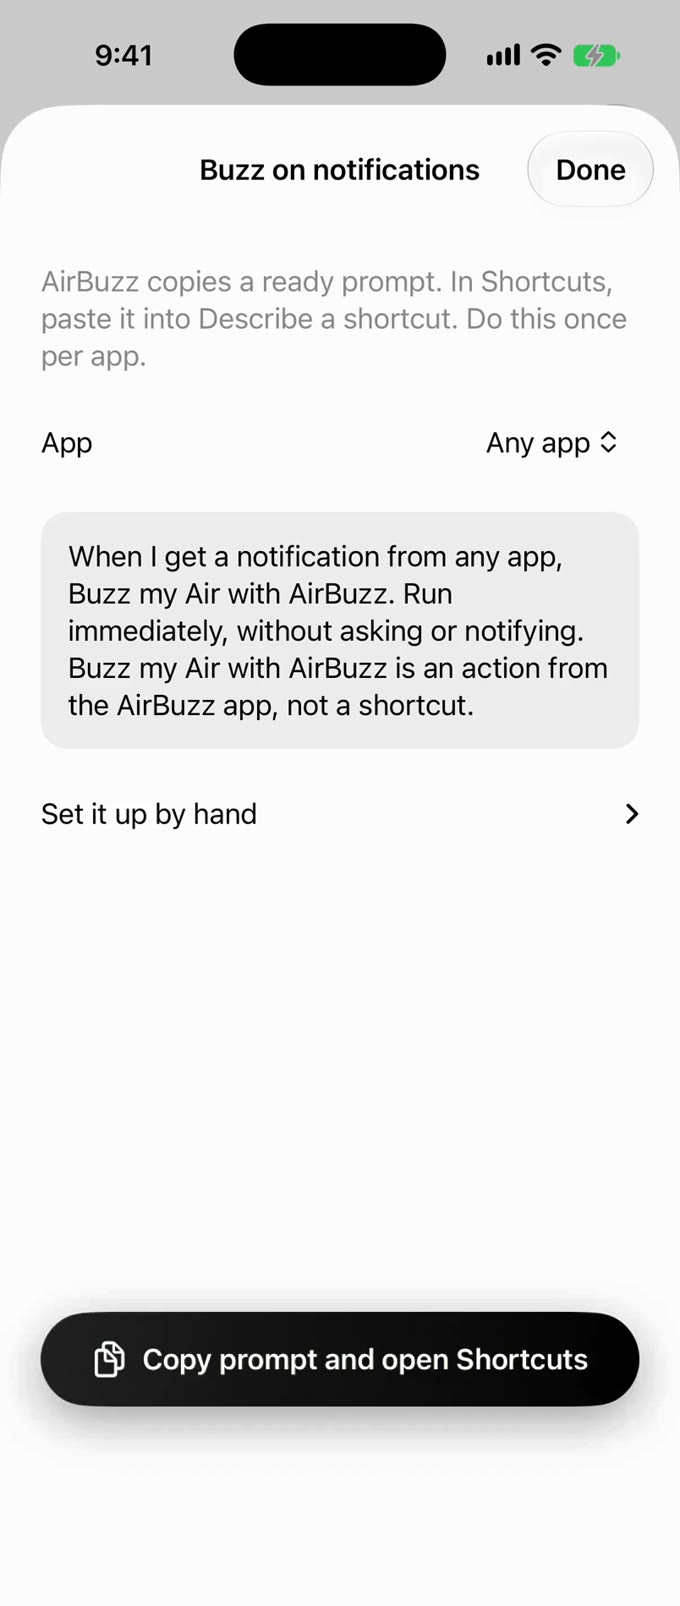 9:41
Buzz on notifications
Done
AirBuzz copies a ready prompt. In Shortcuts,
paste it into Describe a shortcut. Do this once
per app.
App
Any app
When I get a notification from any app,
Buzz my Air with AirBuzz. Run
immediately, without asking or notifying.
Buzz my Air with AirBuzz is an action from
the AirBuzz app, not a shortcut.
Set it up by hand
Copy prompt and open Shortcuts